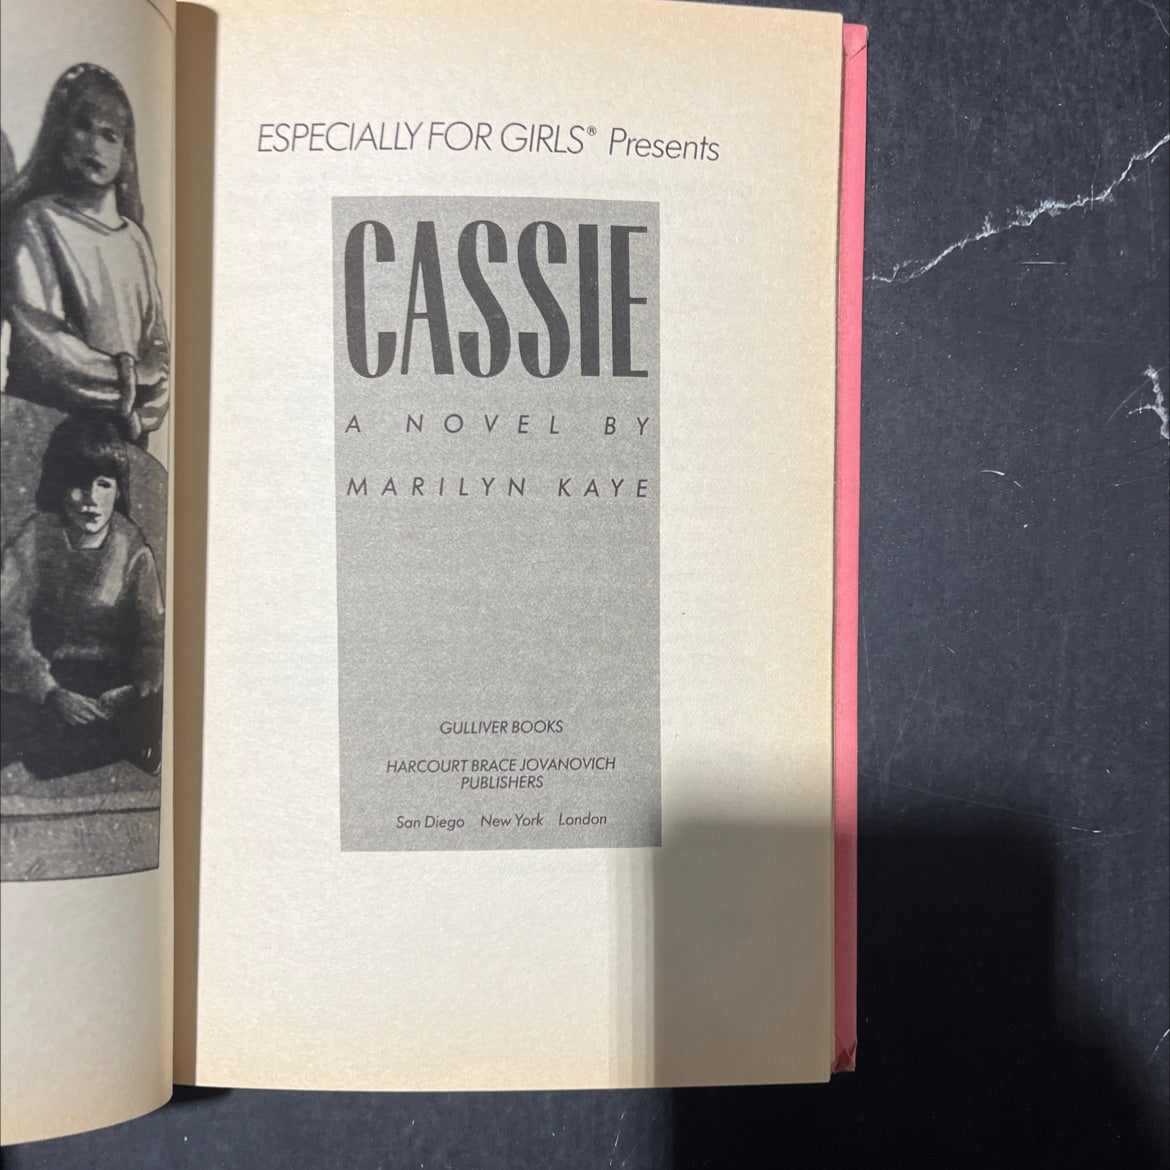 ESPECIALLY FOR GIRLS® Presents
CASSIE
A NOVEL BY
MARILYN KAYE
GULLIVER BOOKS
HARCOURT BRACE JOVANOVICH
PUBLISHERS
San Diego New York London